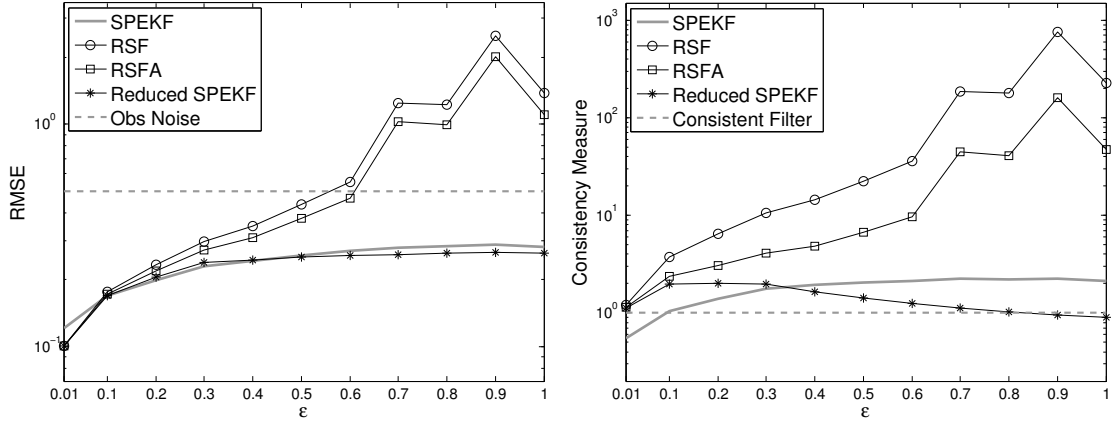 SPEKF
RSF
RSFA
Reduced SPEKF
Obs Noise
RMSE
10^0
10^-1
0.01 0.1 0.2 0.3 0.4 0.5 0.6 0.7 0.8 0.9 1
ε
SPEKF
RSF
RSFA
Reduced SPEKF
Consistent Filter
Consistency Measure
10^3
10^2
10^1
10^0
0.01 0.1 0.2 0.3 0.4 0.5 0.6 0.7 0.8 0.9 1
ε